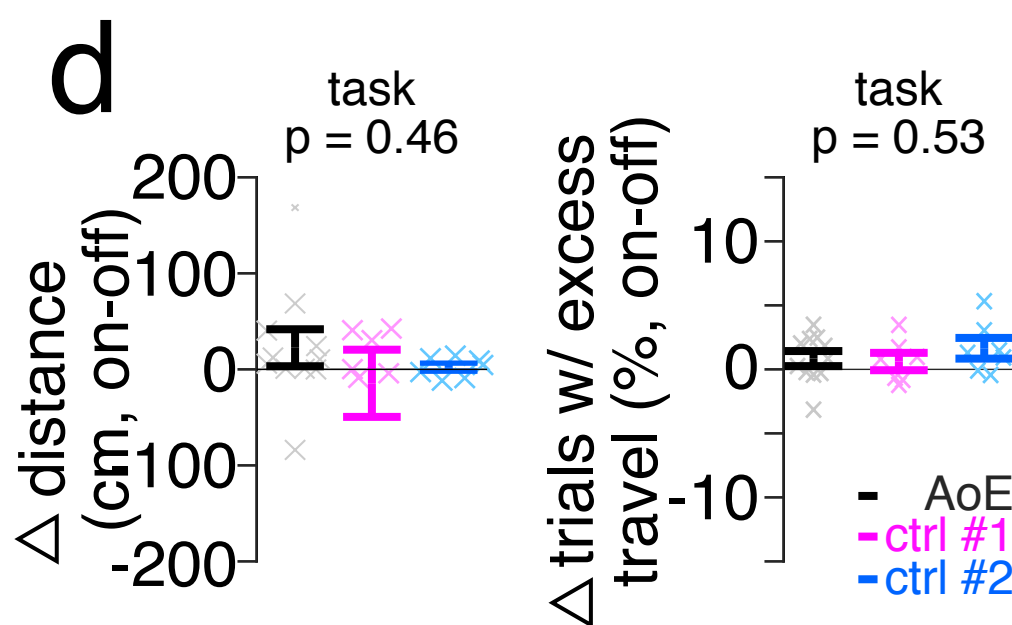 d
task
p = 0.46
200
100
0
-100
-200
△ distance
(cm, on-off)
task
p = 0.53
10
0
-10
△ trials w/ excess
travel (%, on-off)
AoE
ctrl #1
ctrl #2